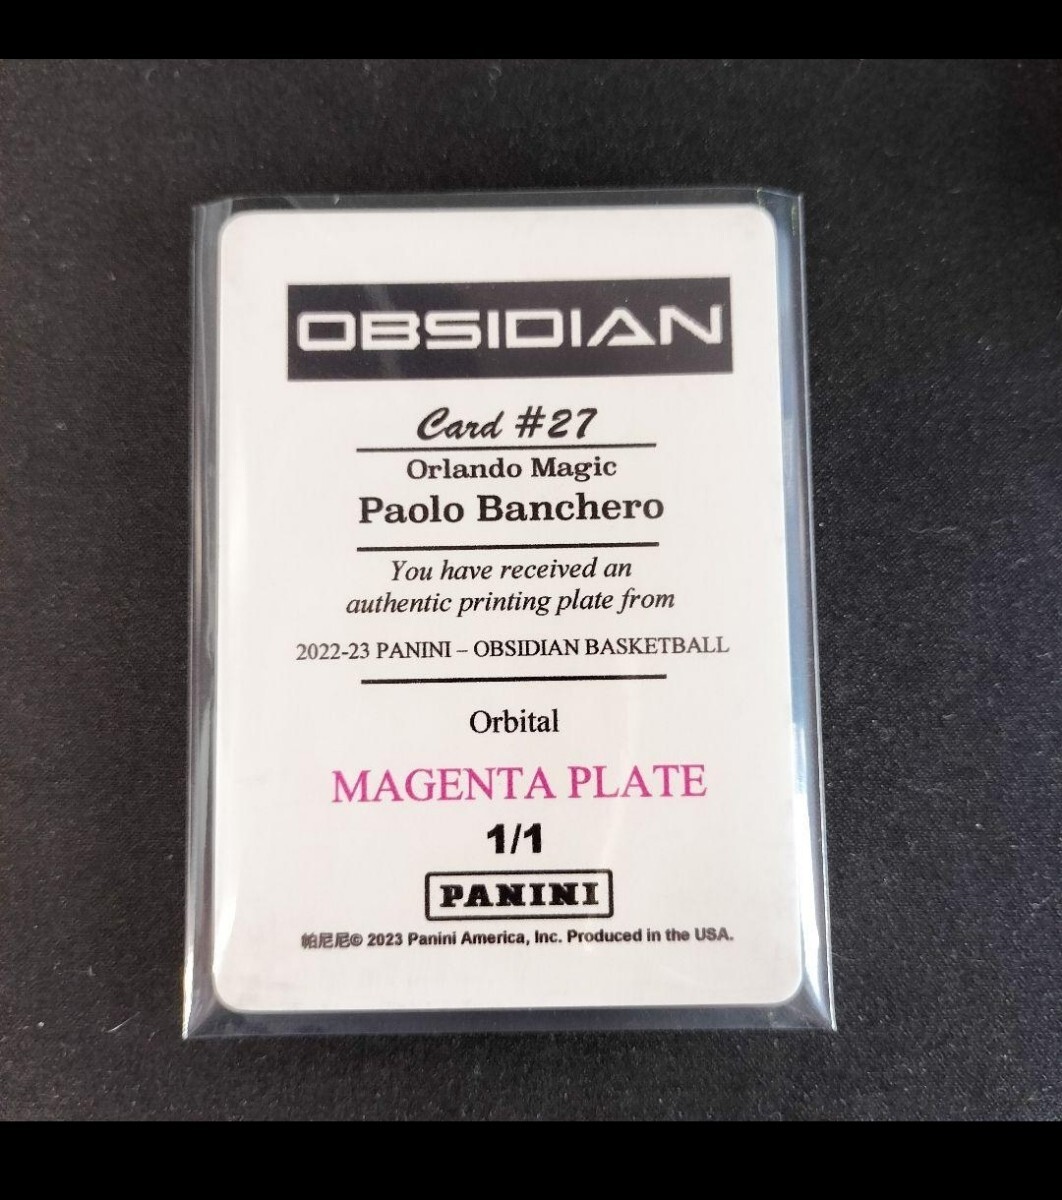 OBSIDIAN
Card #27
Orlando Magic
Paolo Banchero
You have received an
authentic printing plate from
2022-23 PANINI – OBSIDIAN BASKETBALL
Orbital
MAGENTA PLATE
1/1
PANINI
帕尼尼© 2023 Panini America, Inc. Produced in the USA.